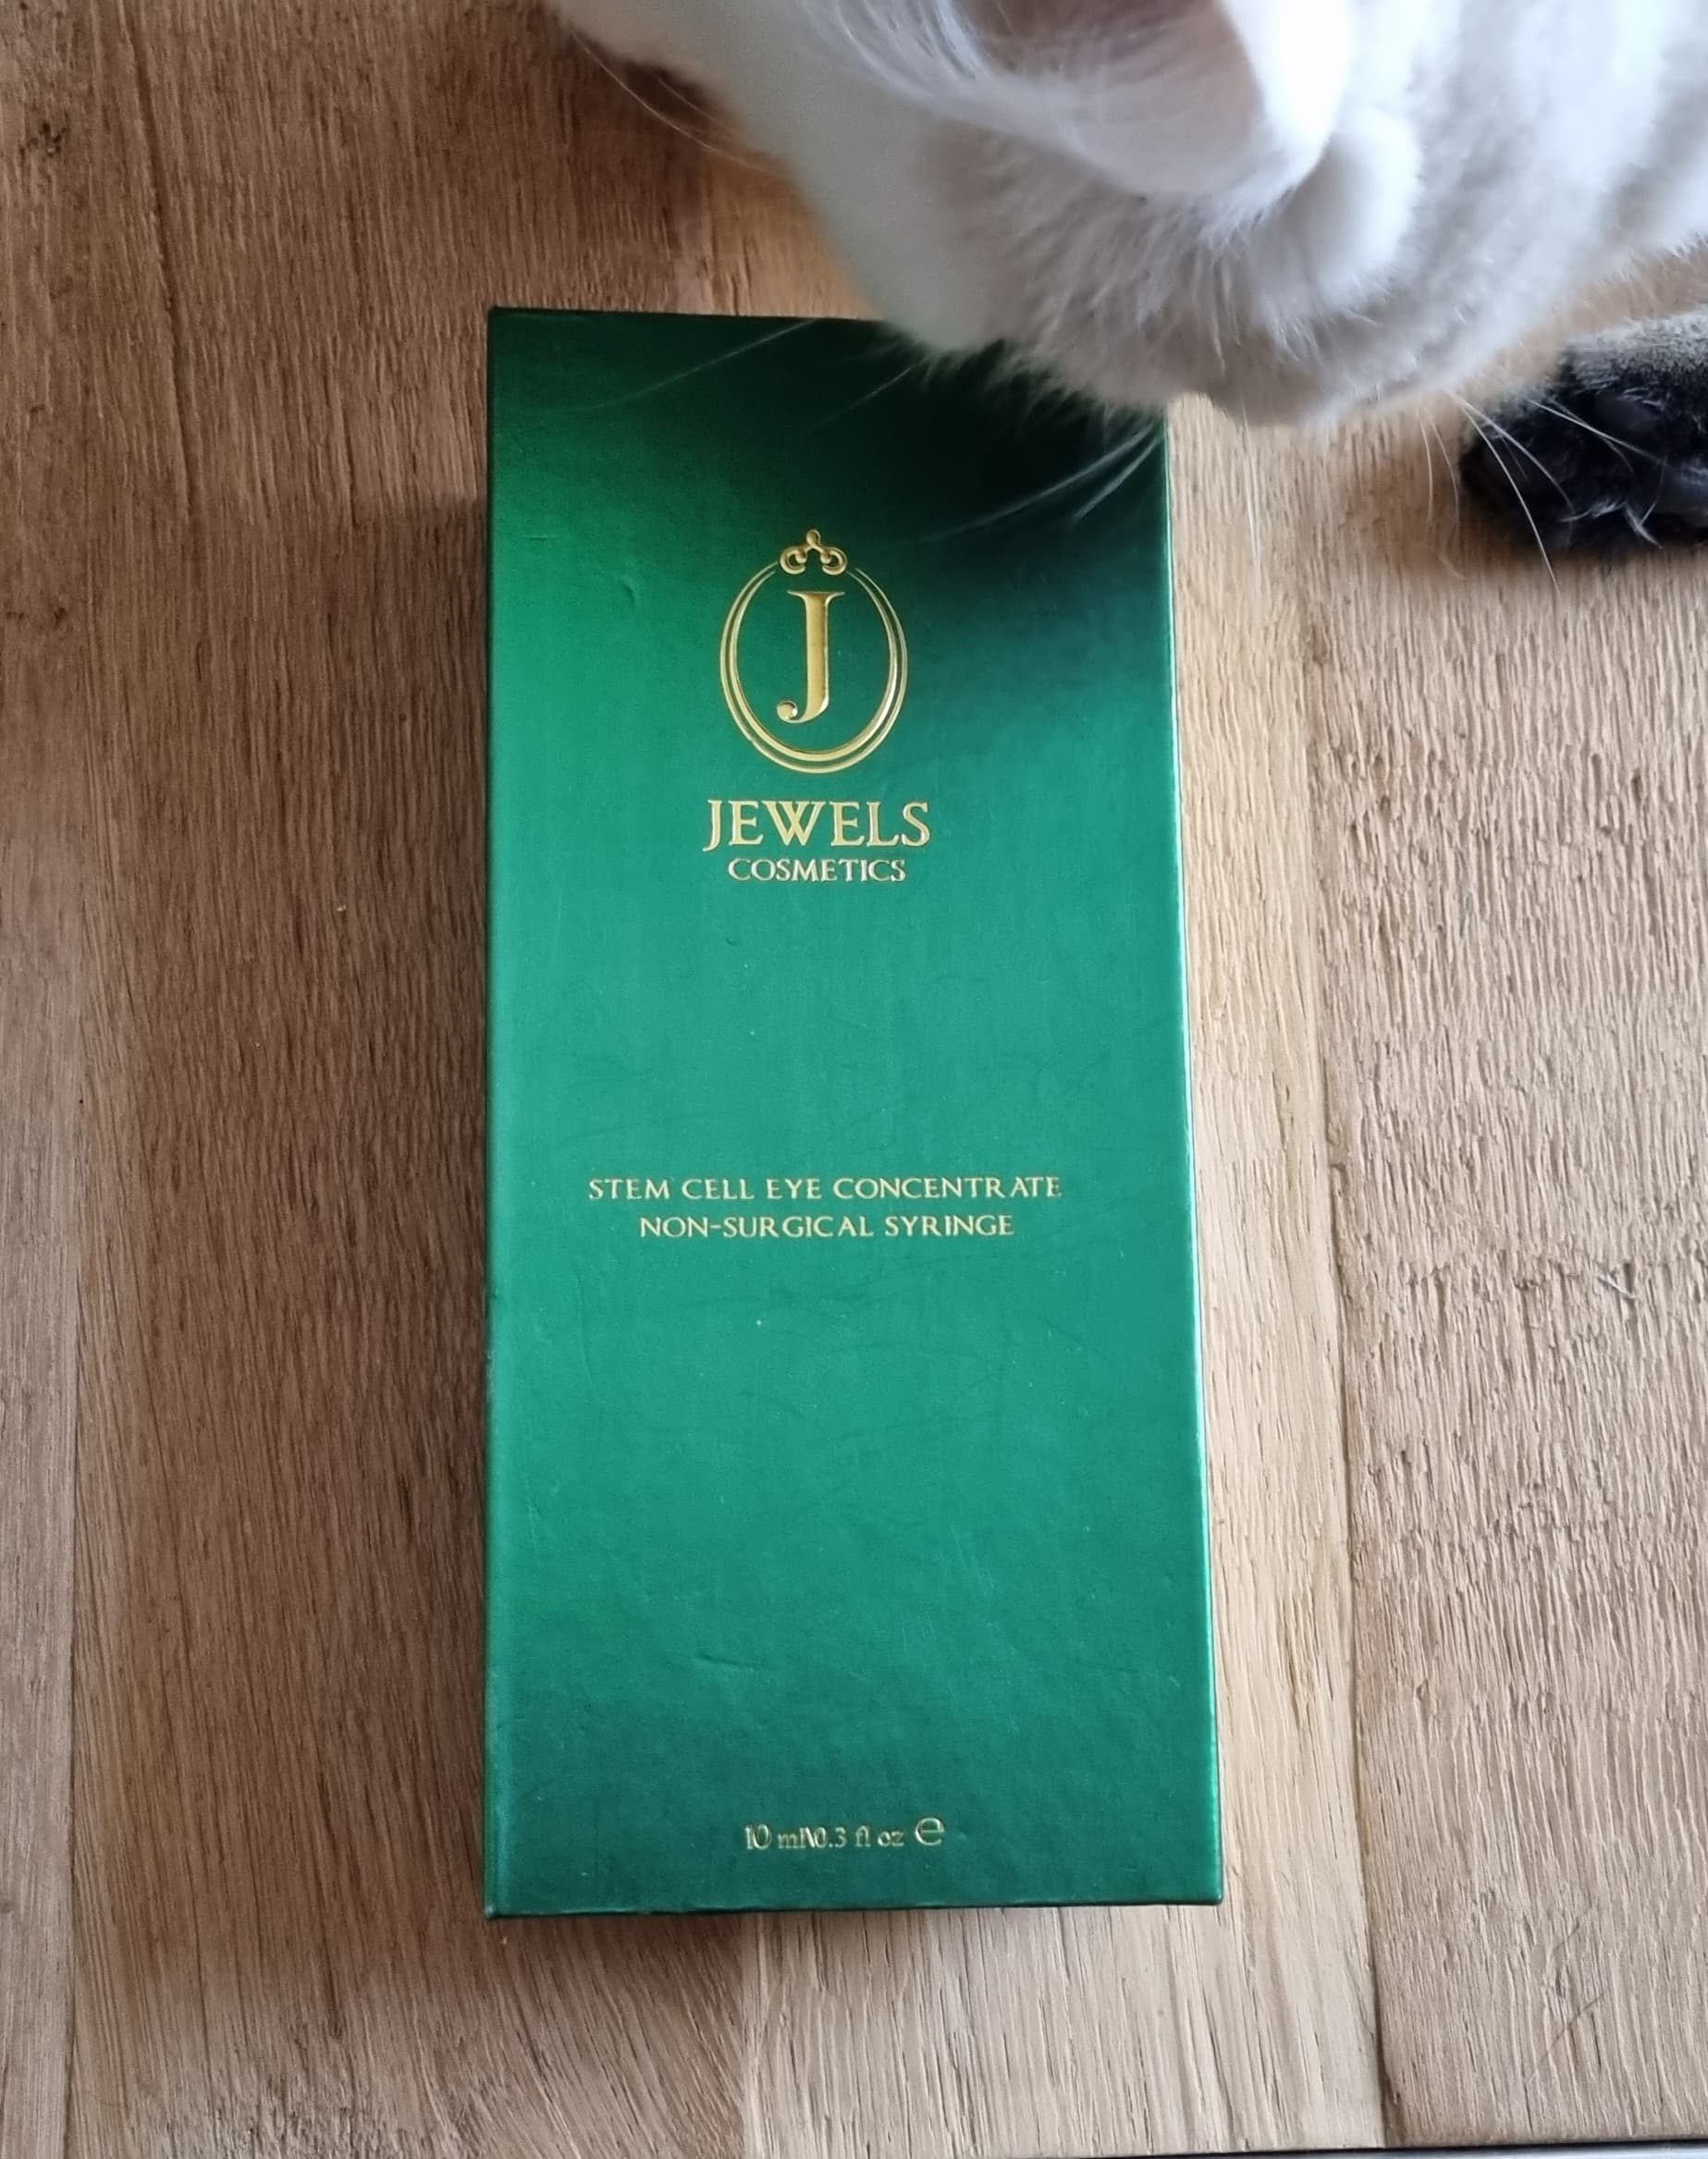 J
JEWELS
COSMETICS
STEM CELL EYE CONCENTRATE
NON-SURGICAL SYRINGE
10 ml\0.3 fl oz ℮